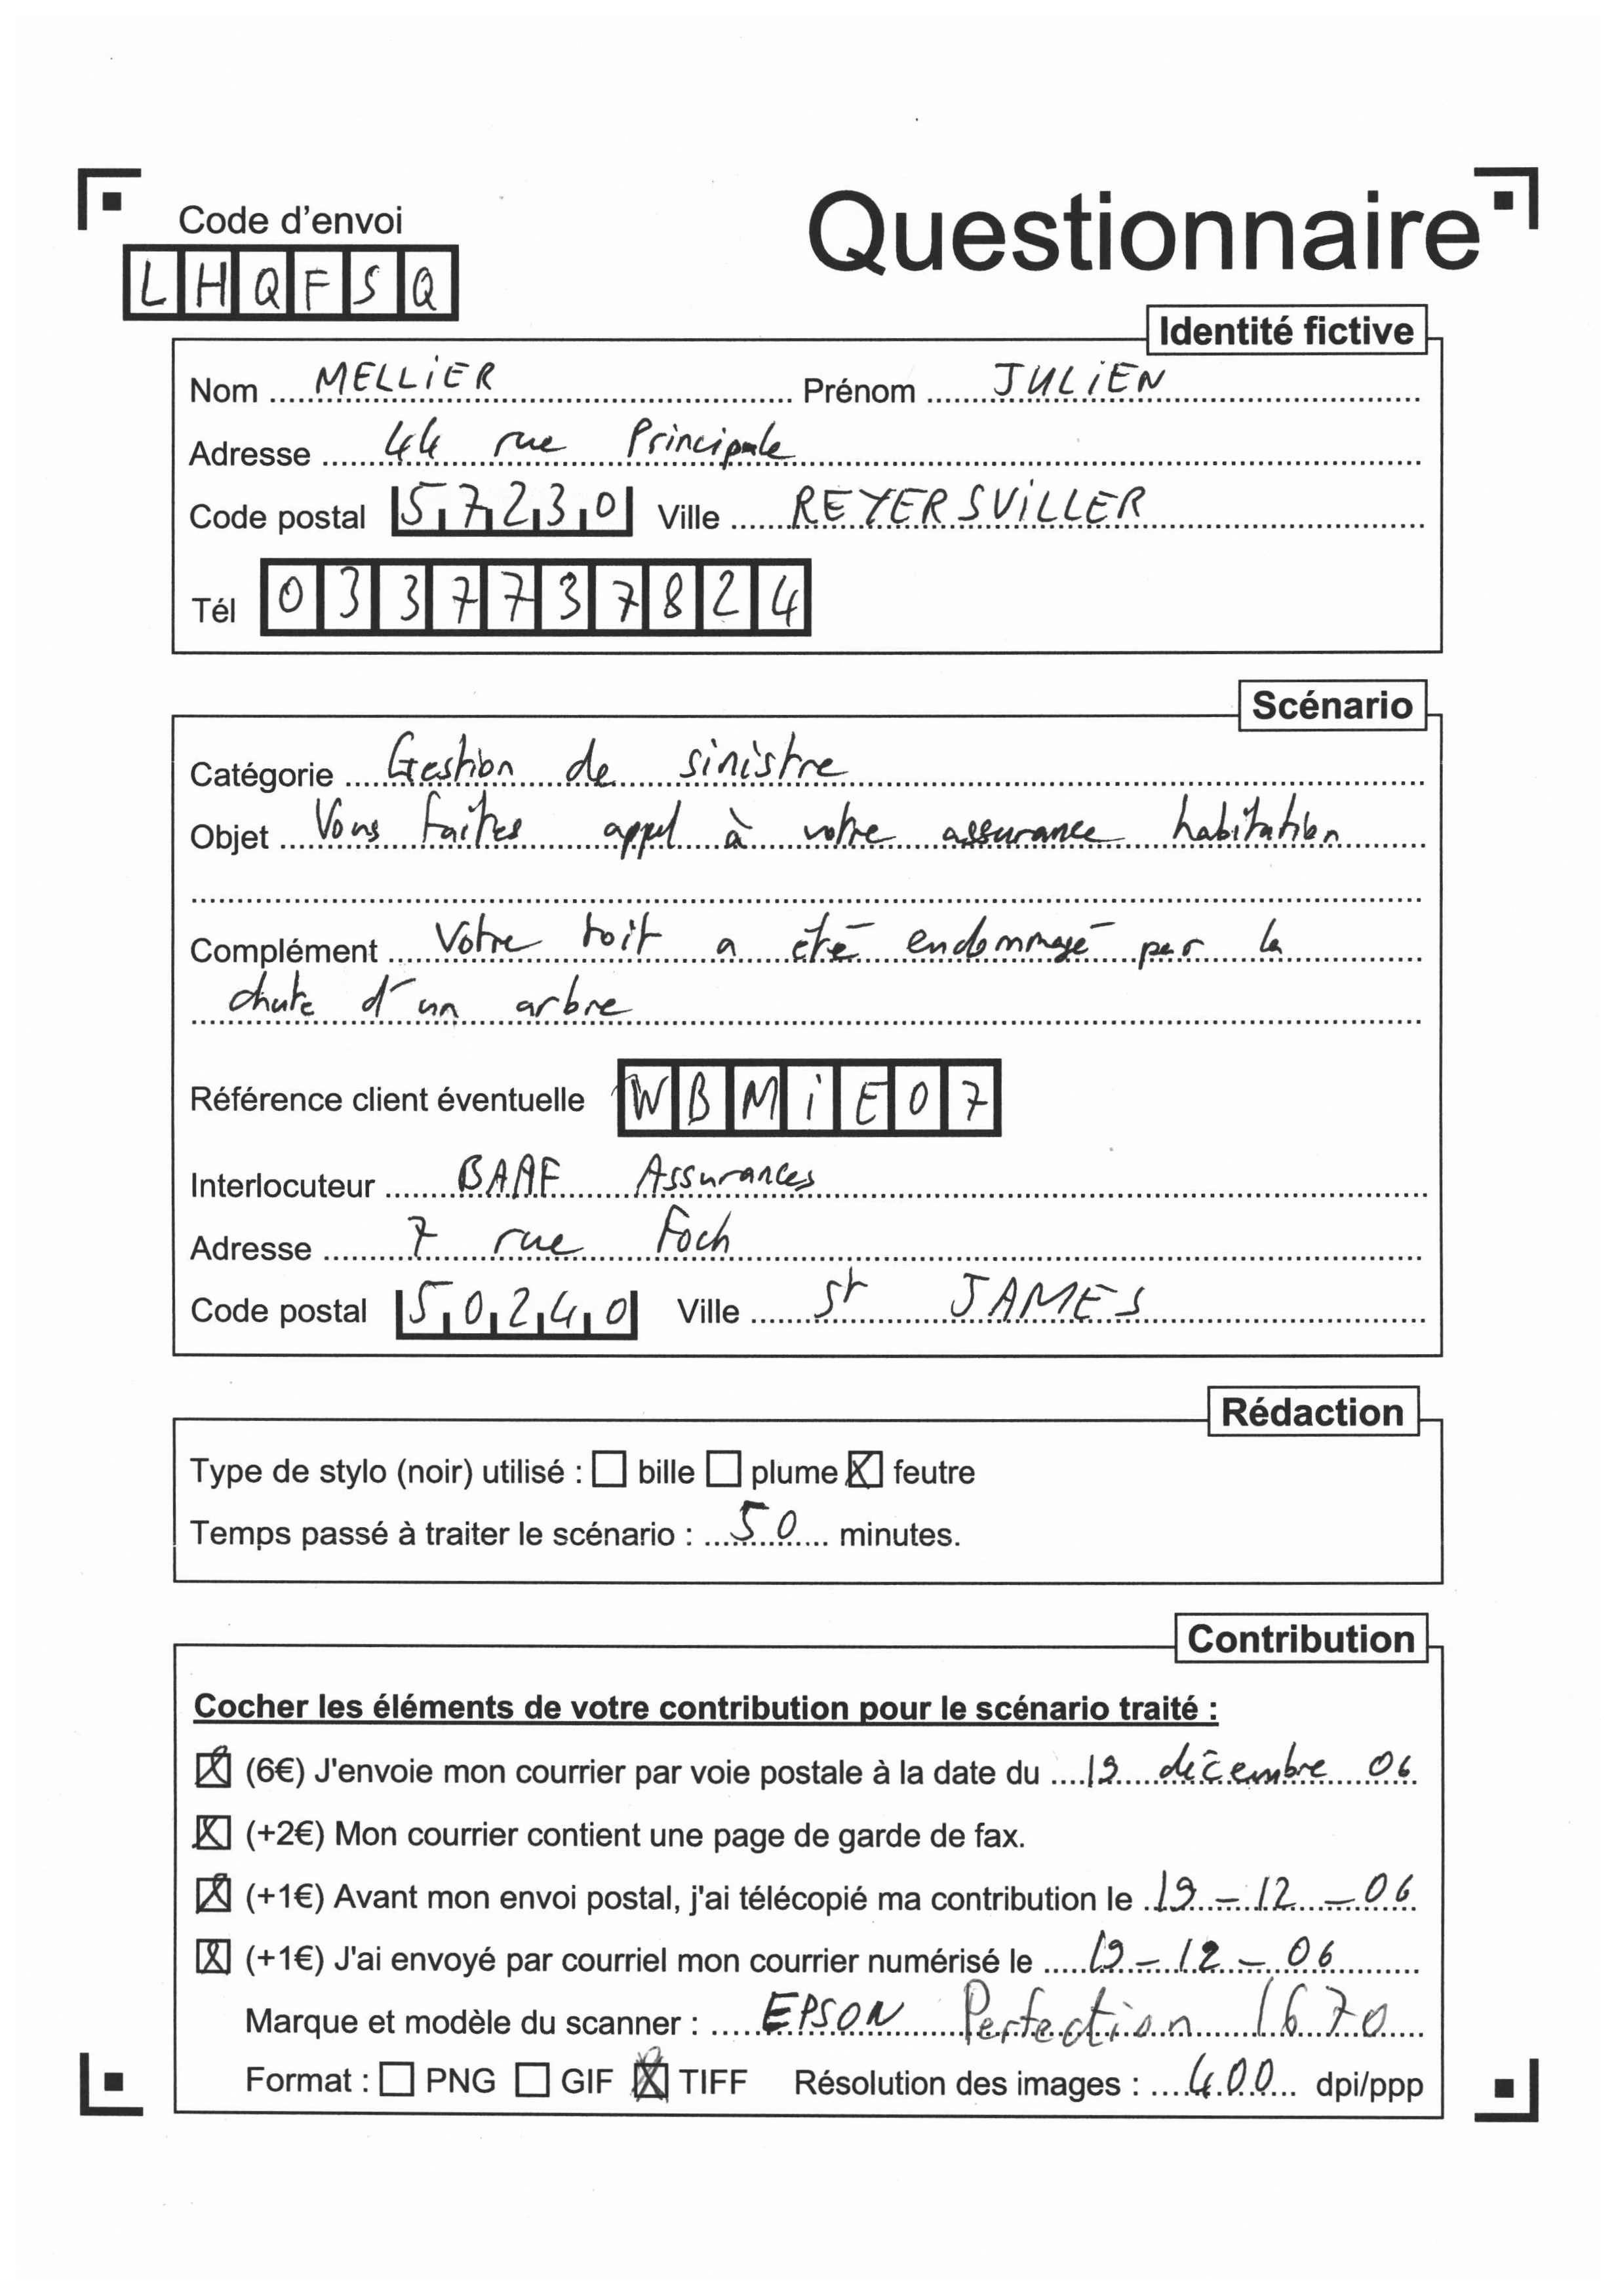 Code d'envoi
Questionnaire
LHQFSQ
Identité fictive
Nom MELLIER Prénom JULIEN
Adresse 44 rue Principale
Code postal 57230 Ville REYERSVILLER
Tél 0337737824
Scénario
Catégorie Gestion de sinistre
Objet Vous faites appel à votre assurance habitation
Complément Votre toit a été endommagé par la
chute d'un arbre
Référence client éventuelle WBMIE07
Interlocuteur BAAF Assurances
Adresse 7 rue Foch
Code postal 50240 Ville St JAMES
Rédaction
Type de stylo (noir) utilisé : ☐ bille ☐ plume ☒ feutre
Temps passé à traiter le scénario : 50 minutes.
Contribution
Cocher les éléments de votre contribution pour le scénario traité :
☒ (6€) J'envoie mon courrier par voie postale à la date du 19 décembre 06
☒ (+2€) Mon courrier contient une page de garde de fax.
☒ (+1€) Avant mon envoi postal, j'ai télécopié ma contribution le 19-12-06
☒ (+1€) J'ai envoyé par courriel mon courrier numérisé le 19-12-06
Marque et modèle du scanner : EPSON Perfection 1670
Format : ☐ PNG ☐ GIF ☒ TIFF Résolution des images : 400 dpi/ppp